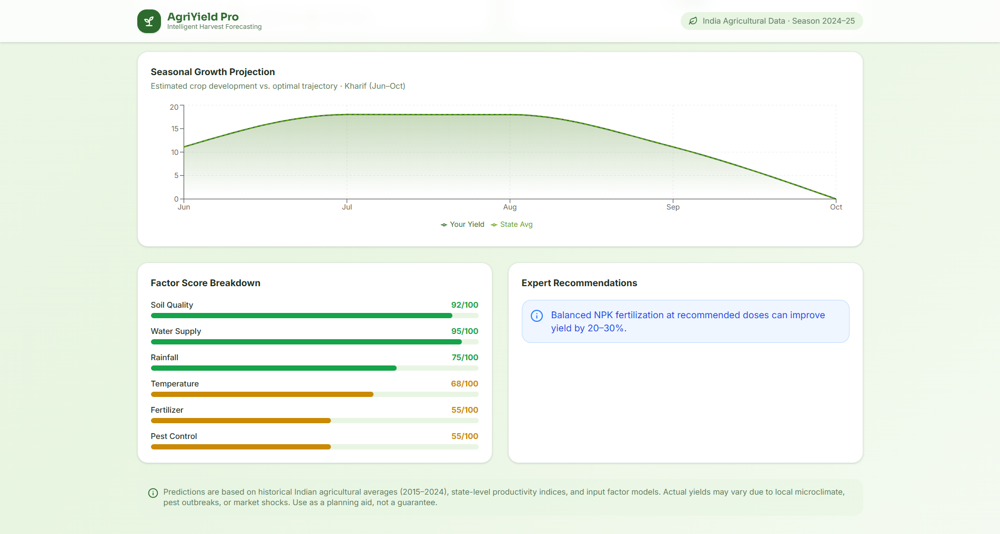 AgriYield Pro
Intelligent Harvest Forecasting
India Agricultural Data · Season 2024–25
Seasonal Growth Projection
Estimated crop development vs. optimal trajectory · Kharif (Jun–Oct)
20
15
10
5
0
Jun
Jul
Aug
Sep
Oct
Your Yield
State Avg
Factor Score Breakdown
Soil Quality
92/100
Water Supply
95/100
Rainfall
75/100
Temperature
68/100
Fertilizer
55/100
Pest Control
55/100
Expert Recommendations
Balanced NPK fertilization at recommended doses can improve
yield by 20–30%.
Predictions are based on historical Indian agricultural averages (2015–2024), state-level productivity indices, and input factor models. Actual yields may vary due to local microclimate,
pest outbreaks, or market shocks. Use as a planning aid, not a guarantee.